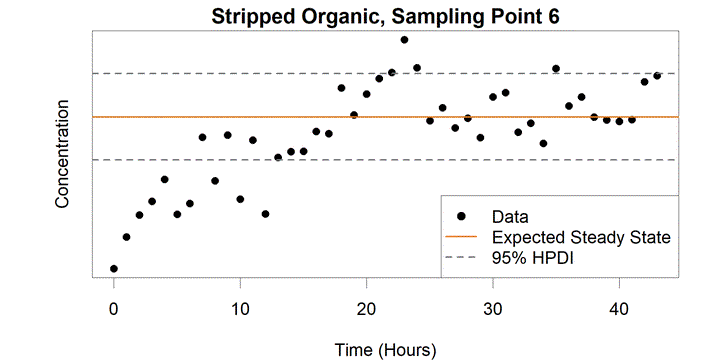 Stripped Organic, Sampling Point 6
Concentration
Data
Expected Steady State
95% HPDI
0 10 20 30 40
Time (Hours)